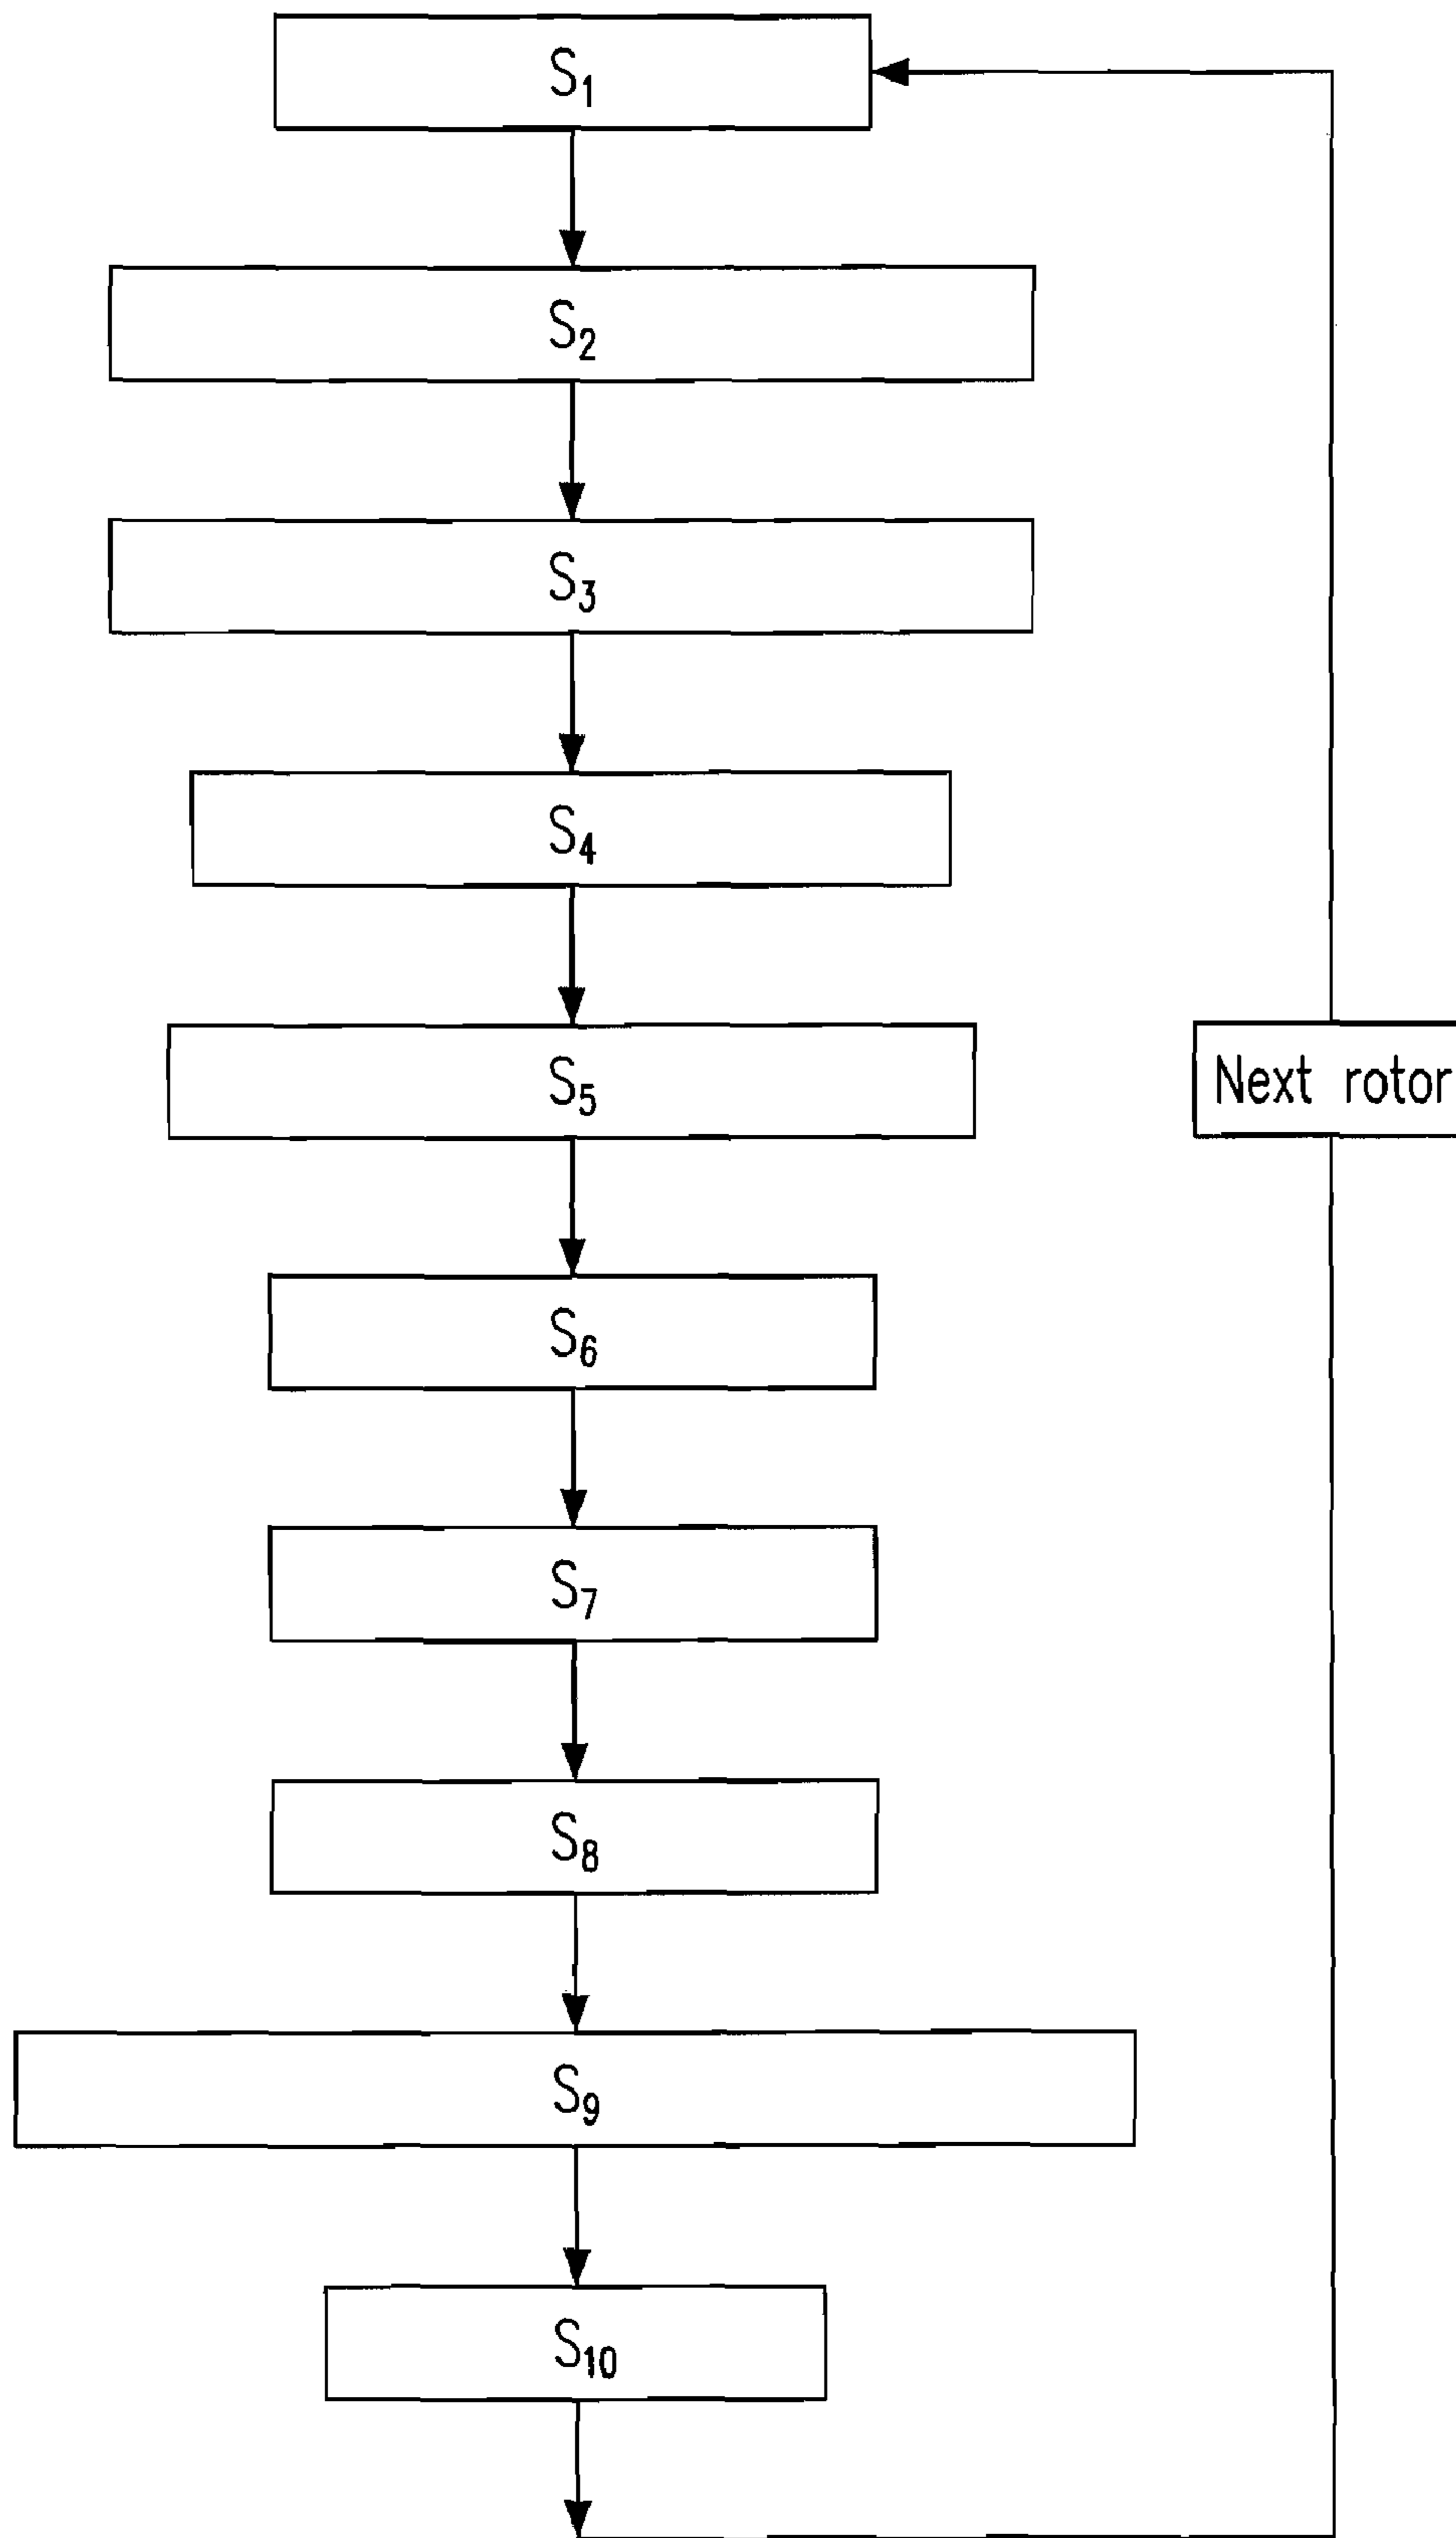 S₁
S₂
S₃
S₄
S₅
Next rotor
S₆
S₇
S₈
S₉
S₁₀